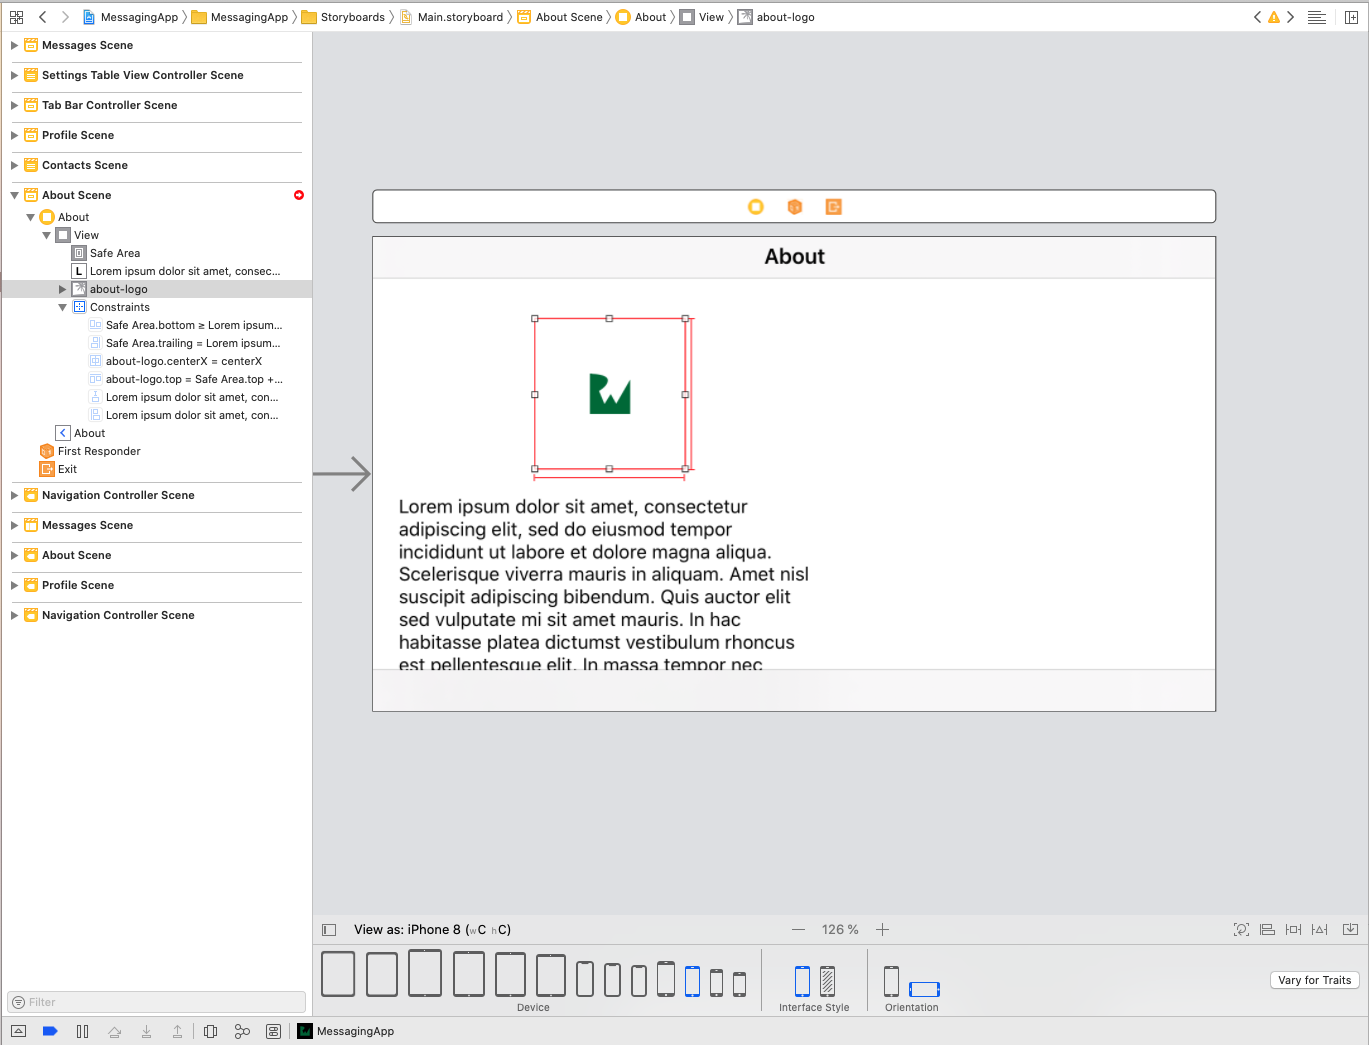 MessagingApp MessagingApp Storyboards Main.storyboard About Scene About View about-logo
Messages Scene
Settings Table View Controller Scene
Tab Bar Controller Scene
Profile Scene
Contacts Scene
About Scene
About
View
Safe Area
L Lorem ipsum dolor sit amet, consec...
about-logo
Constraints
Safe Area.bottom ≥ Lorem ipsum...
Safe Area.trailing = Lorem ipsum...
about-logo.centerX = centerX
about-logo.top = Safe Area.top +...
Lorem ipsum dolor sit amet, con...
Lorem ipsum dolor sit amet, con...
About
First Responder
Exit
Navigation Controller Scene
Messages Scene
About Scene
Profile Scene
Navigation Controller Scene
Filter
About
Lorem ipsum dolor sit amet, consectetur
adipiscing elit, sed do eiusmod tempor
incididunt ut labore et dolore magna aliqua.
Scelerisque viverra mauris in aliquam. Amet nisl
suscipit adipiscing bibendum. Quis auctor elit
sed vulputate mi sit amet mauris. In hac
habitasse platea dictumst vestibulum rhoncus
est pellentesque elit. In massa tempor nec
View as: iPhone 8 (wC hC)
126 %
Device
Interface Style
Orientation
Vary for Traits
MessagingApp